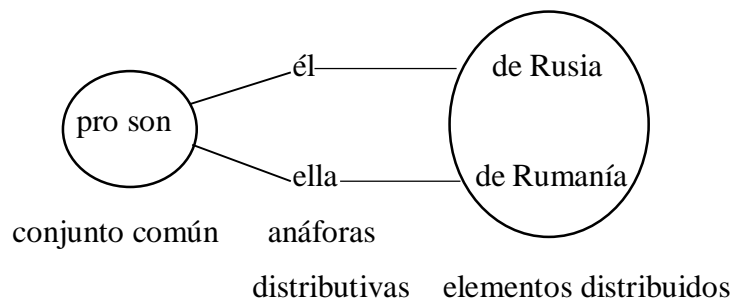 él de Rusia
pro son
ella de Rumanía
conjunto común anáforas
distributivas elementos distribuidos